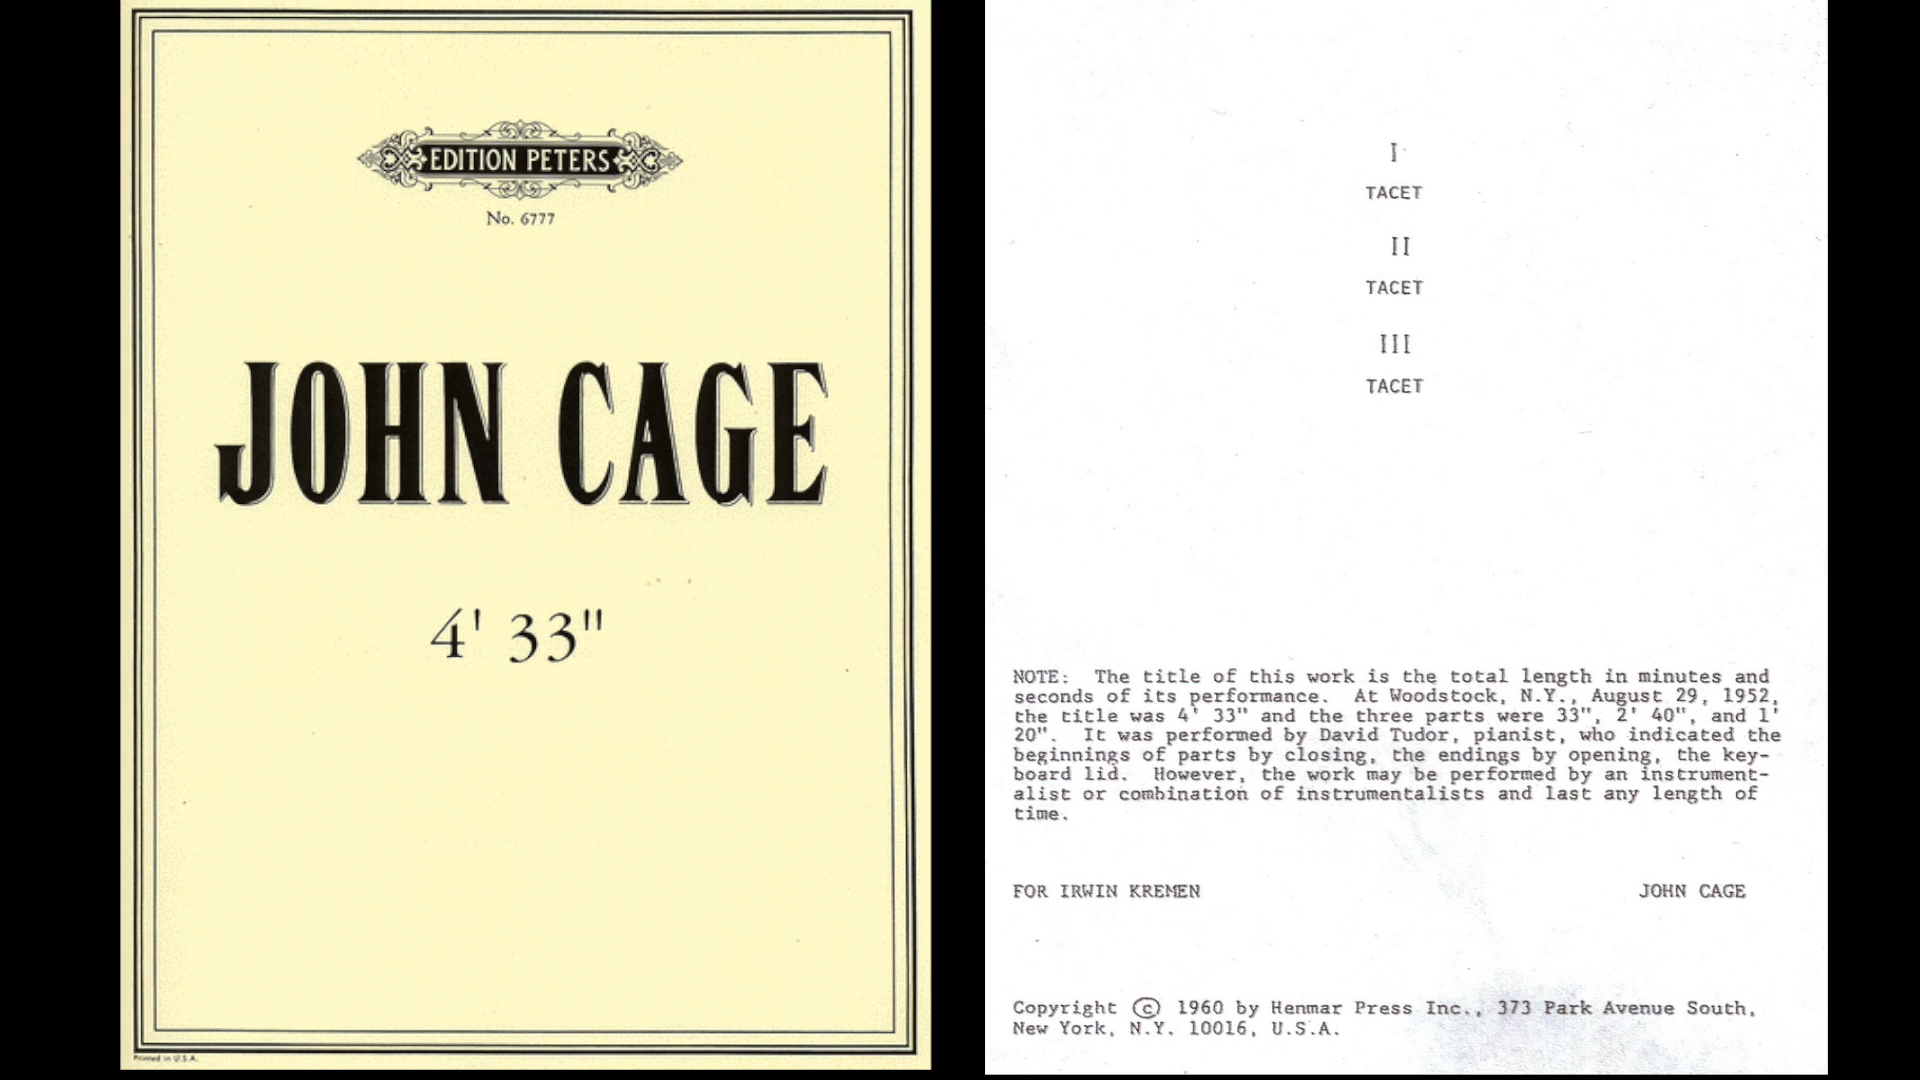 EDITION PETERS
No. 6777
JOHN CAGE
4' 33"
Printed in U.S.A.
I
TACET
II
TACET
III
TACET
NOTE: The title of this work is the total length in minutes and
seconds of its performance. At Woodstock, N.Y., August 29, 1952,
the title was 4' 33" and the three parts were 33", 2' 40", and 1'
20". It was performed by David Tudor, pianist, who indicated the
beginnings of parts by closing, the endings by opening, the key-
board lid. However, the work may be performed by an instrument-
alist or combination of instrumentalists and last any length of
time.
FOR IRWIN KREMEN JOHN CAGE
Copyright © 1960 by Henmar Press Inc., 373 Park Avenue South,
New York, N.Y. 10016, U.S.A.